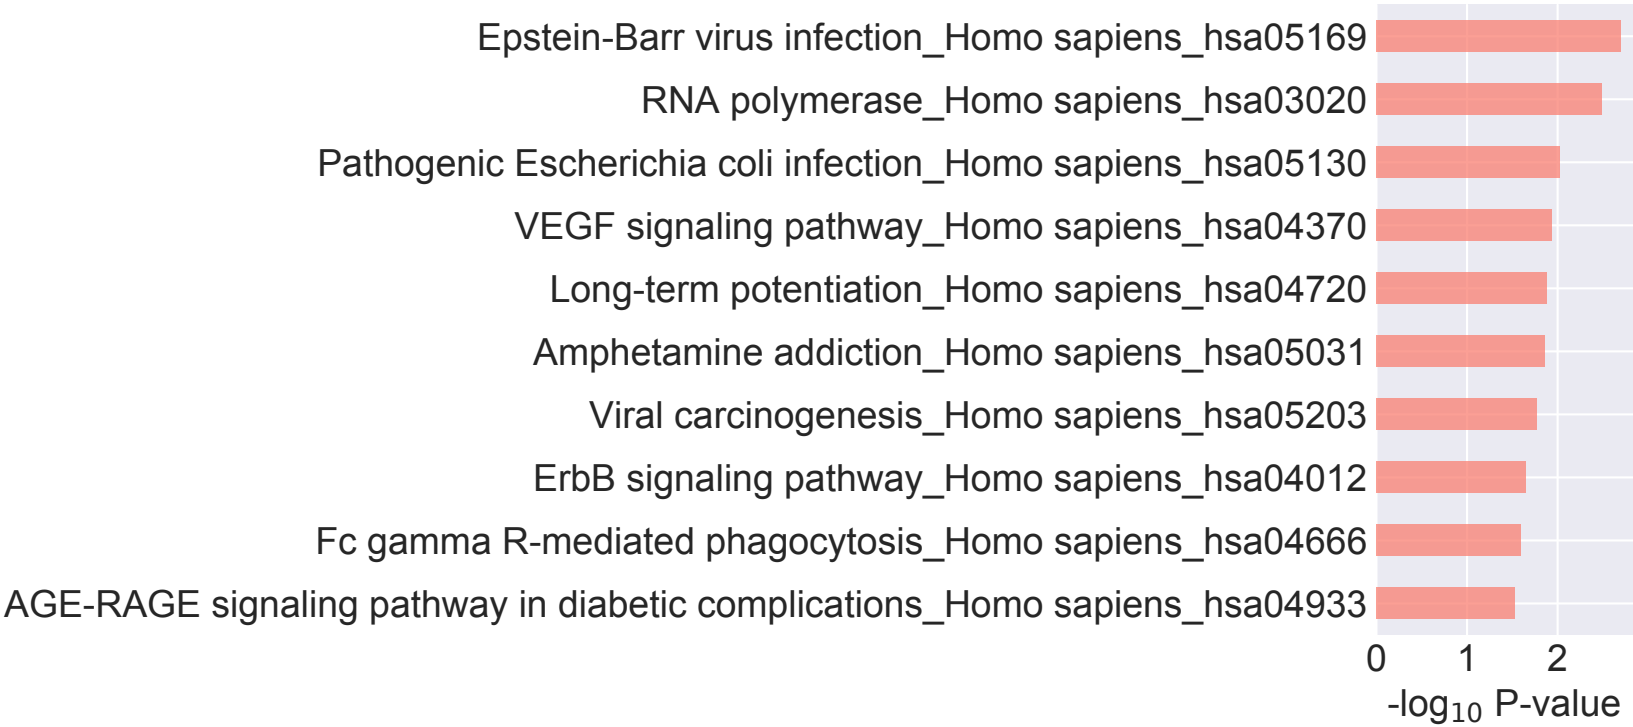 Epstein-Barr virus infection_Homo sapiens_hsa05169
RNA polymerase_Homo sapiens_hsa03020
Pathogenic Escherichia coli infection_Homo sapiens_hsa05130
VEGF signaling pathway_Homo sapiens_hsa04370
Long-term potentiation_Homo sapiens_hsa04720
Amphetamine addiction_Homo sapiens_hsa05031
Viral carcinogenesis_Homo sapiens_hsa05203
ErbB signaling pathway_Homo sapiens_hsa04012
Fc gamma R-mediated phagocytosis_Homo sapiens_hsa04666
AGE-RAGE signaling pathway in diabetic complications_Homo sapiens_hsa04933
0 1 2
-log₁₀ P-value